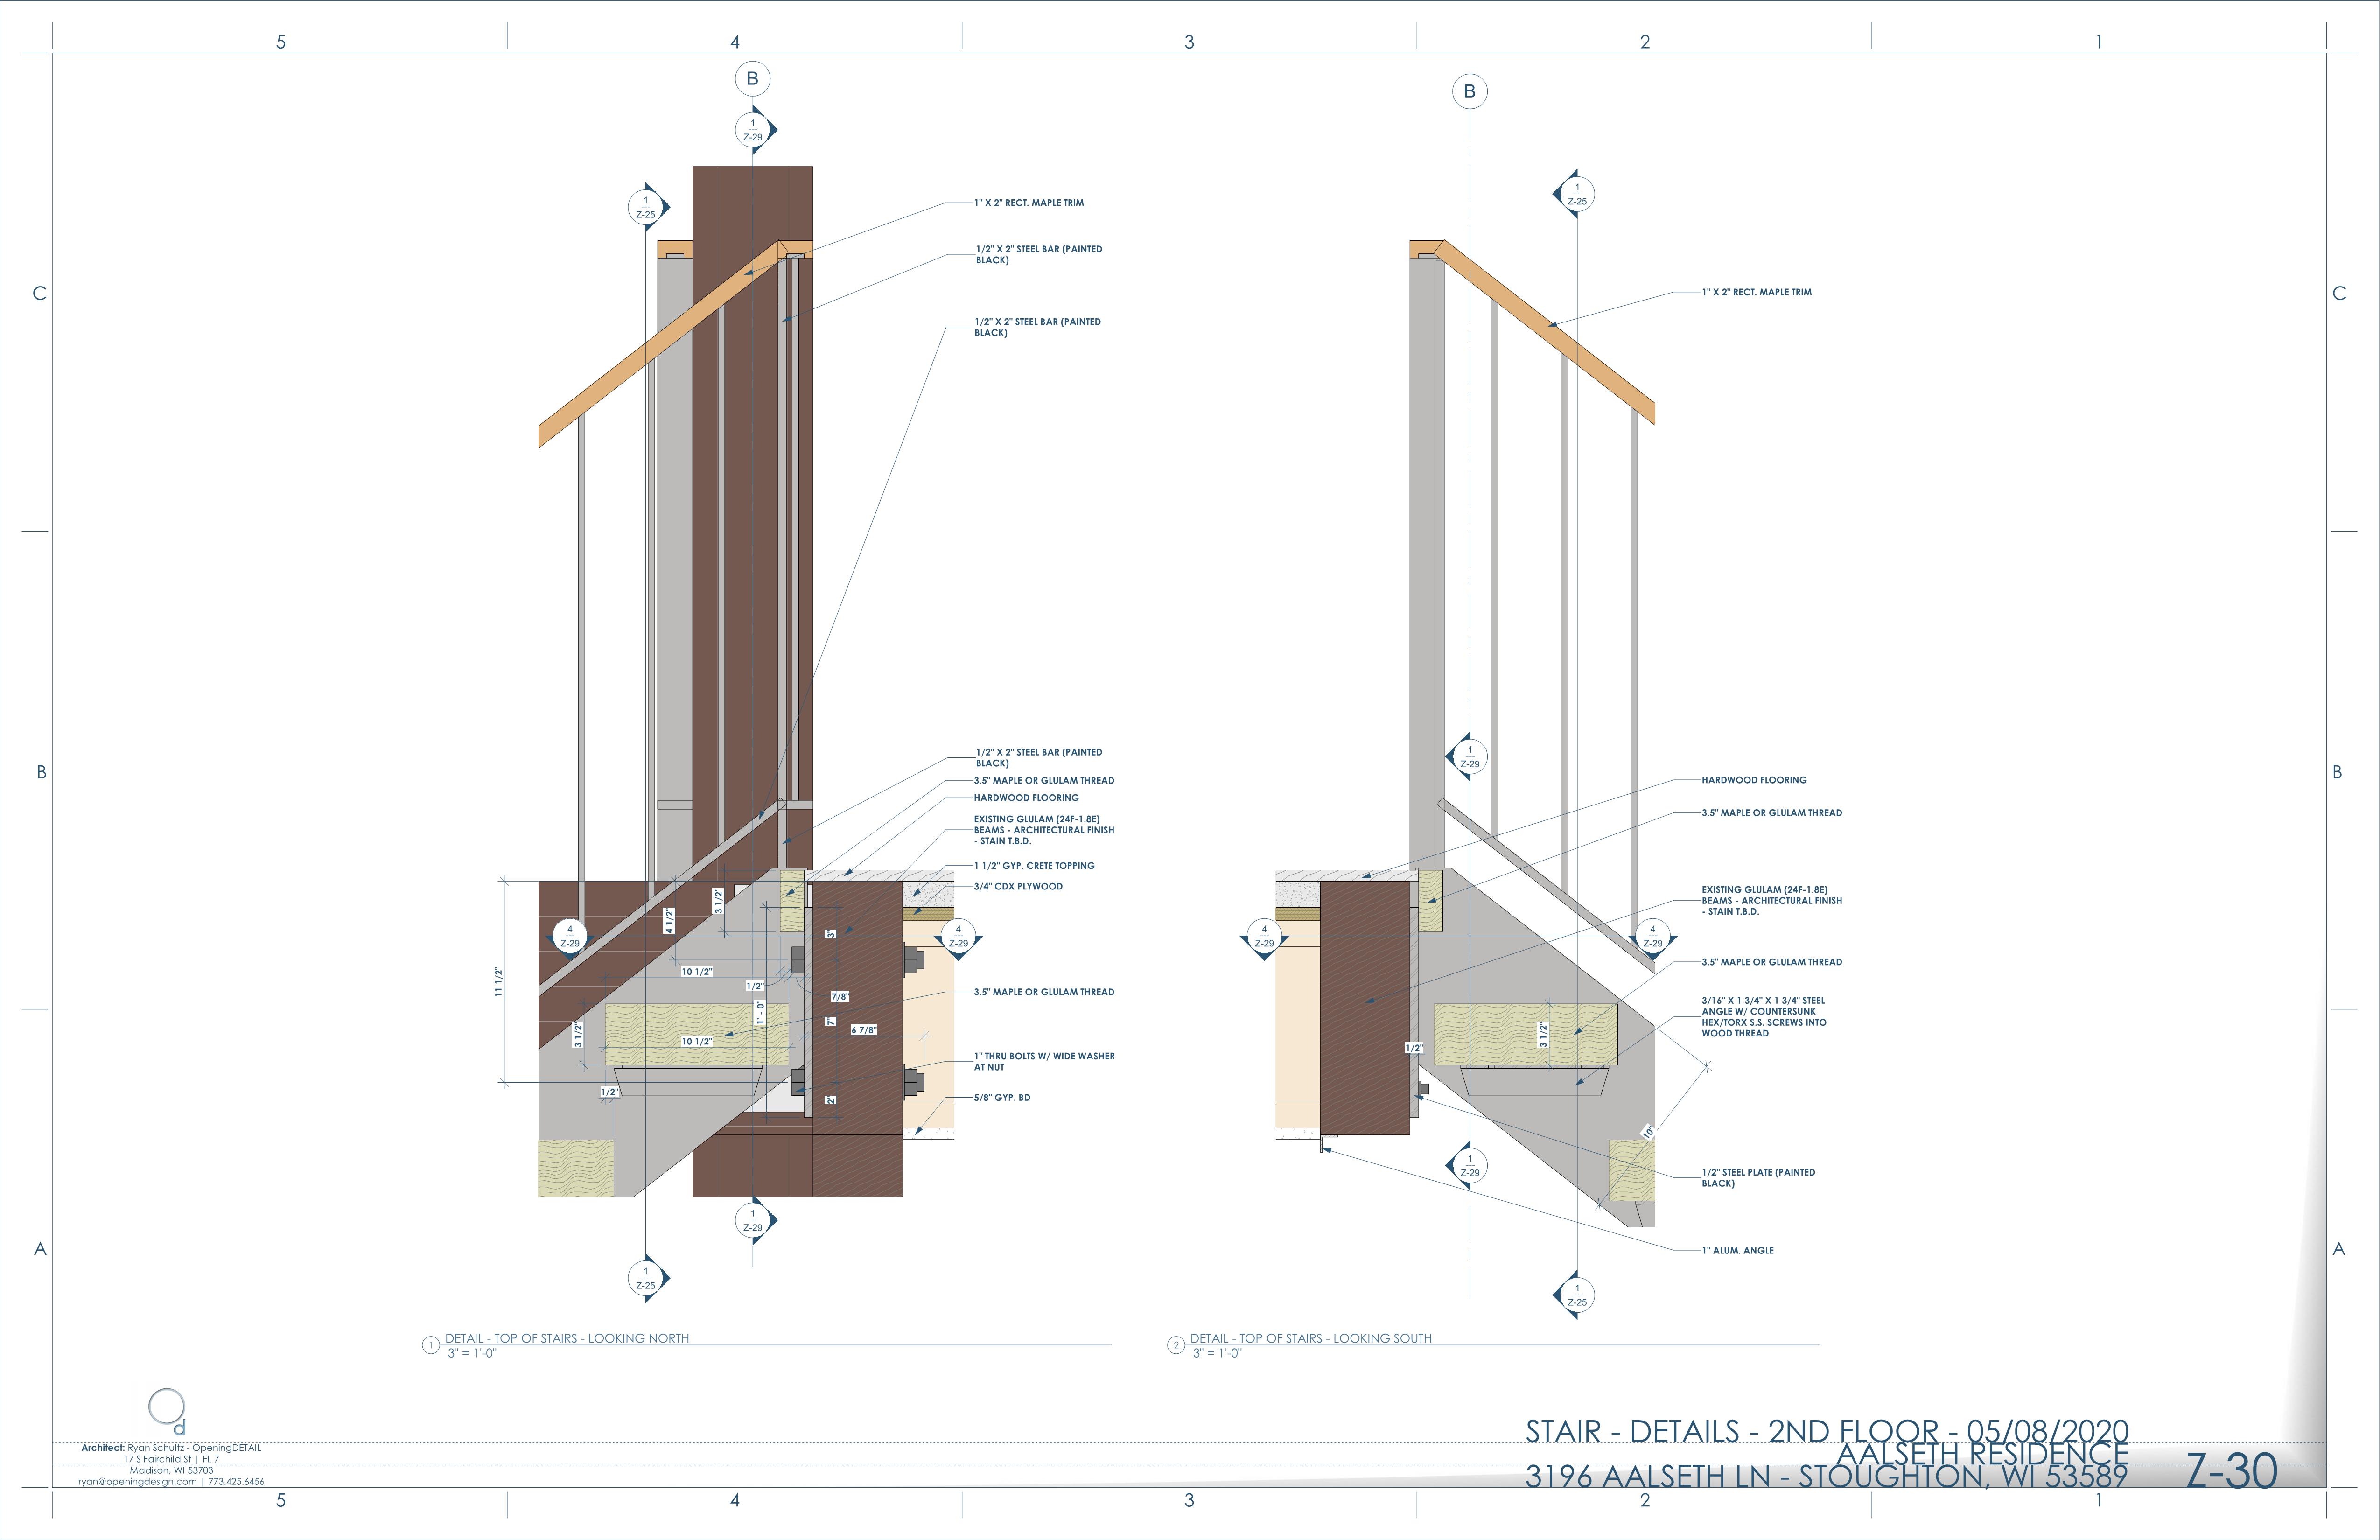 5 4 3 2 1
B
B
1
Z-29
1
Z-25
1
Z-25
C
C
1" X 2" RECT. MAPLE TRIM
1/2" X 2" STEEL BAR (PAINTED
BLACK)
1/2" X 2" STEEL BAR (PAINTED
BLACK)
1/2" X 2" STEEL BAR (PAINTED
BLACK)
3.5" MAPLE OR GLULAM THREAD
HARDWOOD FLOORING
EXISTING GLULAM (24F-1.8E)
BEAMS - ARCHITECTURAL FINISH
- STAIN T.B.D.
1 1/2" GYP. CRETE TOPPING
3/4" CDX PLYWOOD
3.5" MAPLE OR GLULAM THREAD
1" THRU BOLTS W/ WIDE WASHER
AT NUT
5/8" GYP. BD
3 1/2"
4 1/2"
3"
4
Z-29
4
Z-29
11 1/2"
10 1/2"
1/2"
7/8"
1' - 0"
7"
6 7/8"
3 1/2"
10 1/2"
1/2"
2"
1
Z-29
1
Z-25
1" X 2" RECT. MAPLE TRIM
1
Z-29
HARDWOOD FLOORING
3.5" MAPLE OR GLULAM THREAD
EXISTING GLULAM (24F-1.8E)
BEAMS - ARCHITECTURAL FINISH
- STAIN T.B.D.
3.5" MAPLE OR GLULAM THREAD
3/16" X 1 3/4" X 1 3/4" STEEL
ANGLE W/ COUNTERSUNK
HEX/TORX S.S. SCREWS INTO
WOOD THREAD
1/2" STEEL PLATE (PAINTED
BLACK)
1" ALUM. ANGLE
4
Z-29
4
Z-29
1/2"
3 1/2"
10"
1
Z-29
1
Z-25
B
B
A
A
1 DETAIL - TOP OF STAIRS - LOOKING NORTH
3" = 1'-0"
2 DETAIL - TOP OF STAIRS - LOOKING SOUTH
3" = 1'-0"
d
Architect: Ryan Schultz - OpeningDETAIL
17 S Fairchild St | FL 7
Madison, WI 53703
ryan@openingdesign.com | 773.425.6456
STAIR - DETAILS - 2ND FLOOR - 05/08/2020
AALSETH RESIDENCE
3196 AALSETH LN - STOUGHTON, WI 53589
Z-30
5 4 3 2 1